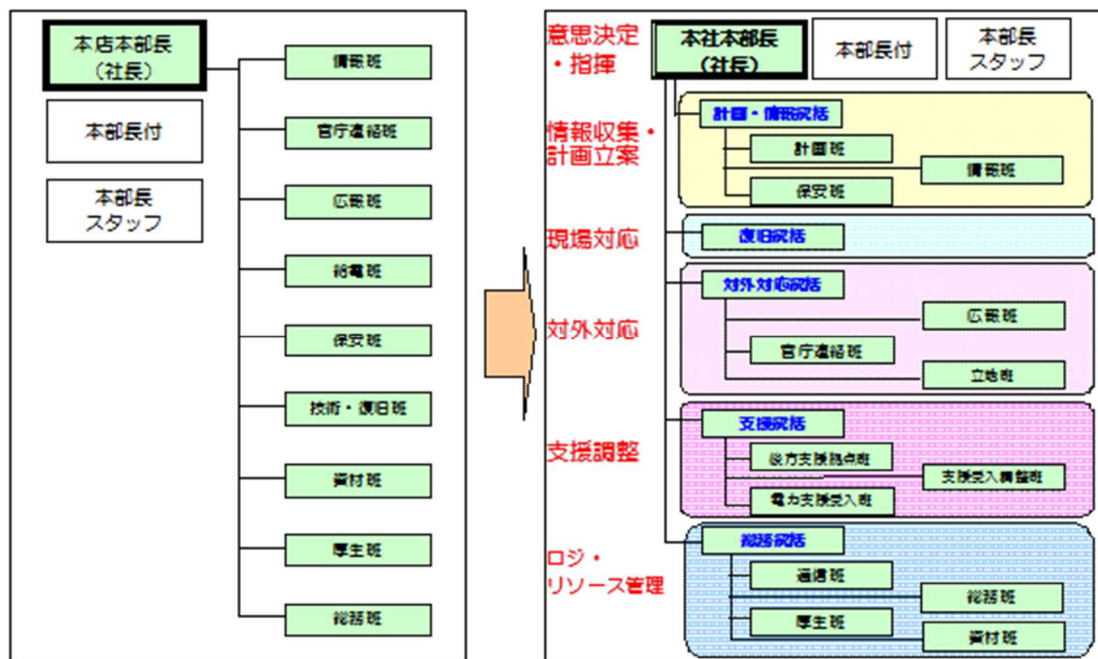 本店本部長
（社長）
本部長付
本部長
スタッフ
情報班
官庁連絡班
広報班
給電班
保安班
技術・復旧班
資材班
厚生班
総務班
意思決定
・指揮
本社本部長
（社長）
本部長付
本部長
スタッフ
情報収集・
計画立案
計画・情報統括
計画班
情報班
保安班
現場対応
復旧統括
対外対応
対外対応統括
広報班
官庁連絡班
立地班
支援調整
支援統括
後方支援拠点班
支援受入調整班
電力支援受入班
ロジ・
リソース管理
総務統括
通信班
総務班
厚生班
資材班